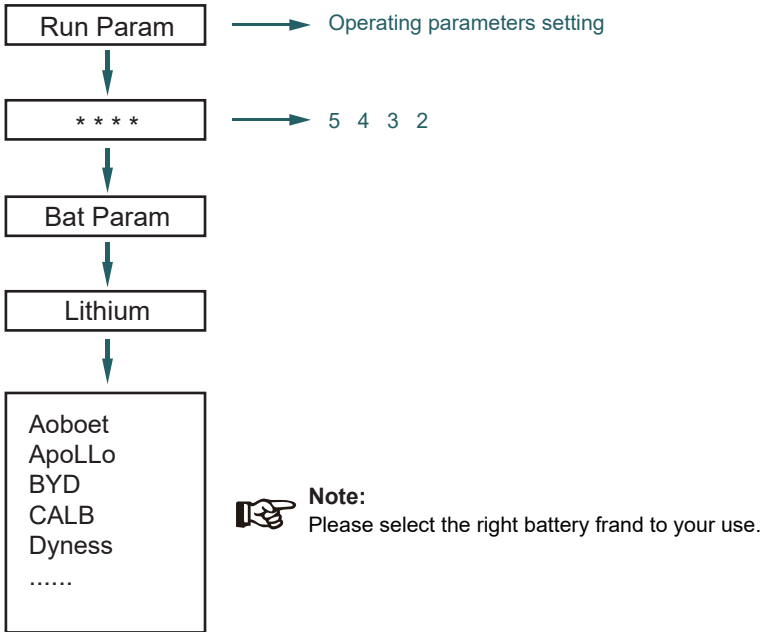 Run Param
Operating parameters setting
* * * *
5 4 3 2
Bat Param
Lithium
Aoboet
ApoLLo
BYD
CALB
Dyness
......
Note:
Please select the right battery frand to your use.